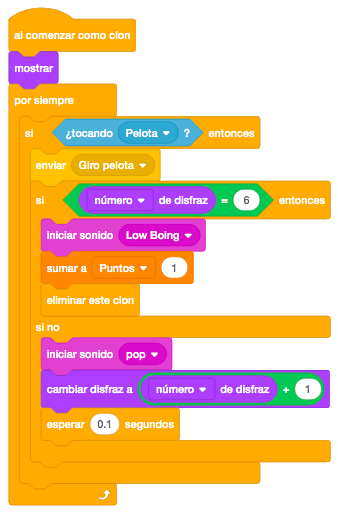 al comenzar como clon
mostrar
por siempre
si ¿tocando Pelota ? entonces
enviar Giro pelota
si número de disfraz = 6 entonces
iniciar sonido Low Boing
sumar a Puntos 1
eliminar este clon
si no
iniciar sonido pop
cambiar disfraz a número de disfraz + 1
esperar 0.1 segundos